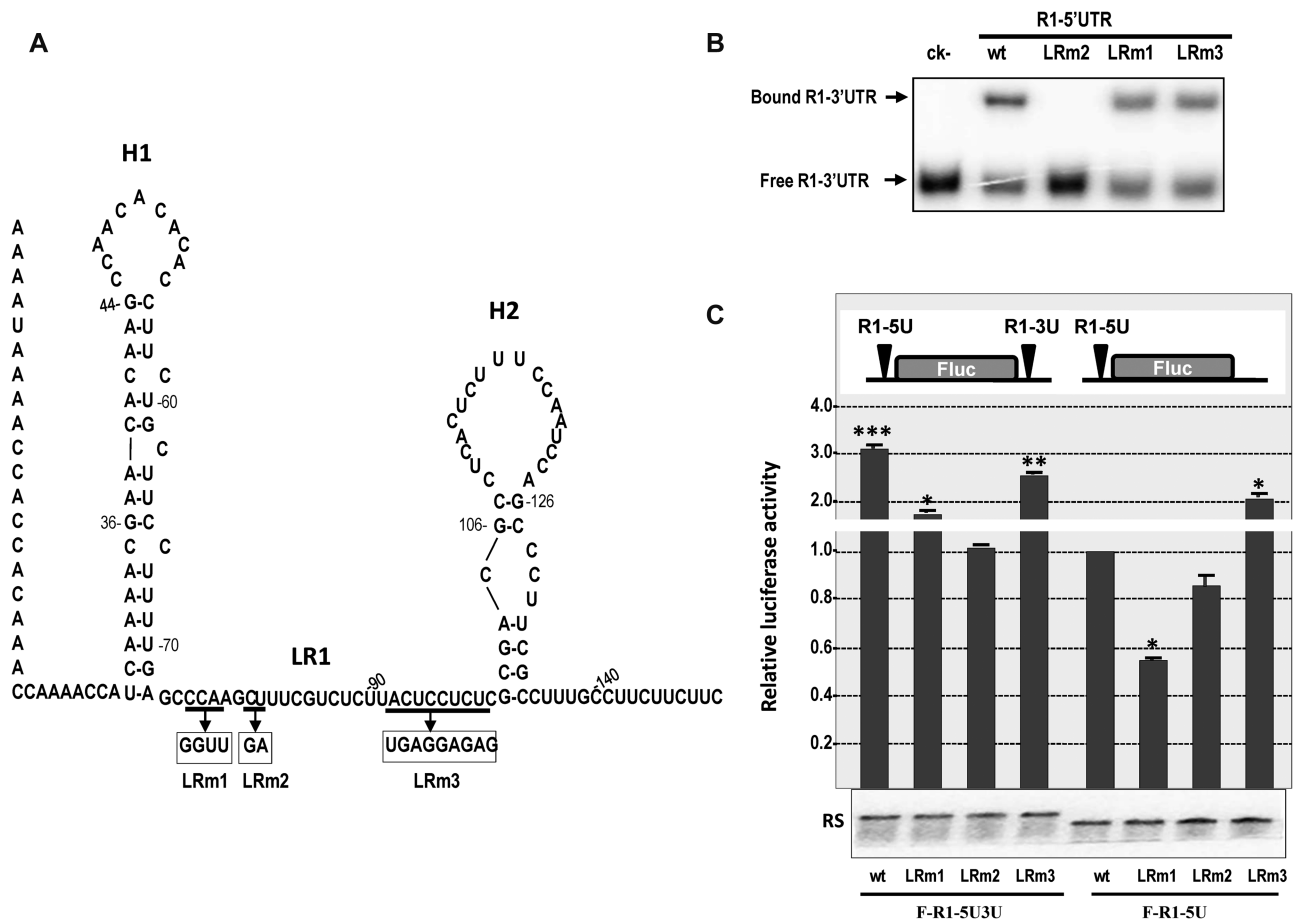 A
H1
AAAAUAAAACCACCACAAA
CCAACACACAC
44- G-C
A-U
A-U
C C
A-U -60
C-G
C
A-U
A-U
36- G-C
C C
A-U
A-U
A-U
A-U -70
C-G
CCAAAACCA U-A GCCCAAGCUUUCGUCUCUUACUCCUCUCG-CCUUUGCCUUCUUCUUC
LR1
-90
-140
H2
CUCACUCUUUCCAAUCCA
C-G -126
106- G-C
C
C
C
U
A-U
G-C
C-G
GGUU
GA
UGAGGAGAG
LRm1
LRm2
LRm3
B
R1-5'UTR
ck- wt LRm2 LRm1 LRm3
Bound R1-3'UTR
Free R1-3'UTR
C
R1-5U R1-3U R1-5U
Fluc Fluc
Relative luciferase activity
4.0
3.0
2.0
1.0
0.8
0.6
0.4
0.2
***
*
**
*
*
RS
wt LRm1 LRm2 LRm3 wt LRm1 LRm2 LRm3
F-R1-5U3U F-R1-5U